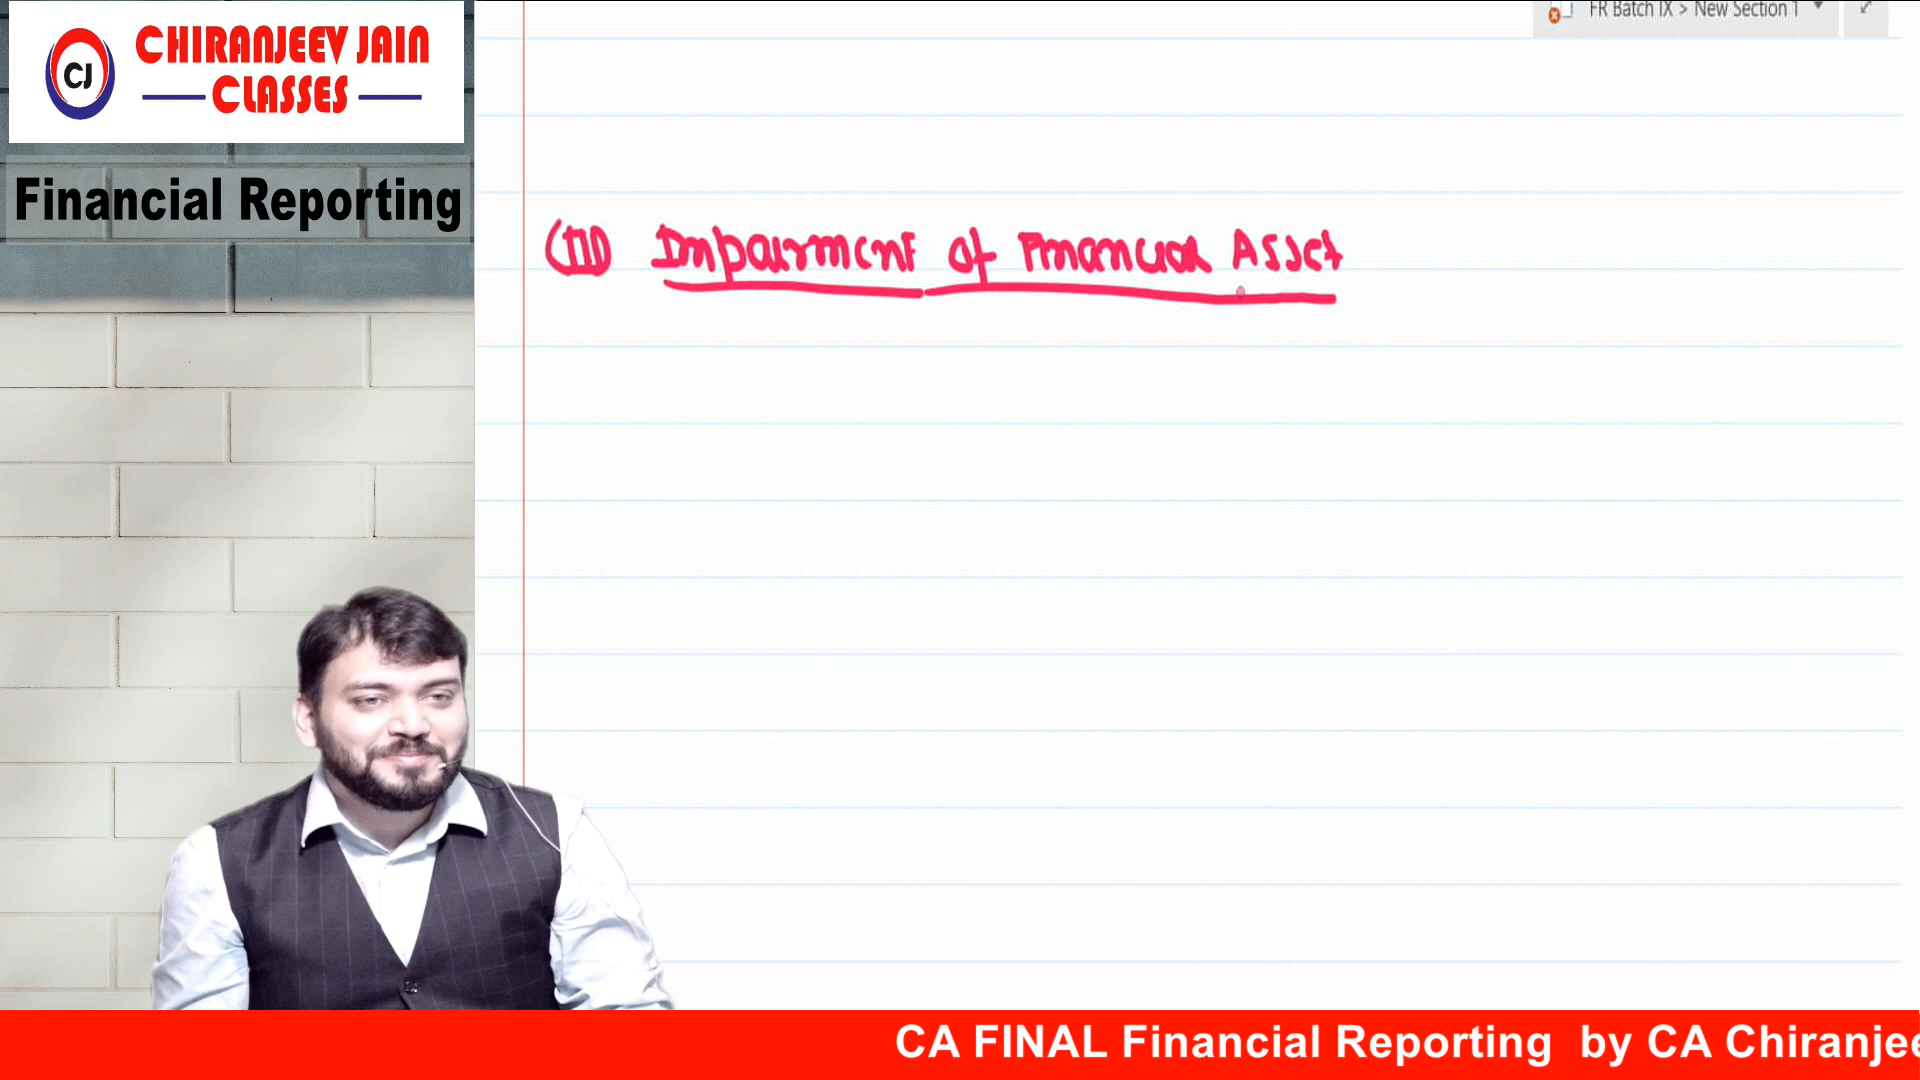 FR Batch IX > New Section 1
CHIRANJEEV JAIN
CJ
CLASSES
Financial Reporting
(III) Impairment of Financial Asset
CA FINAL Financial Reporting by CA Chiranjee